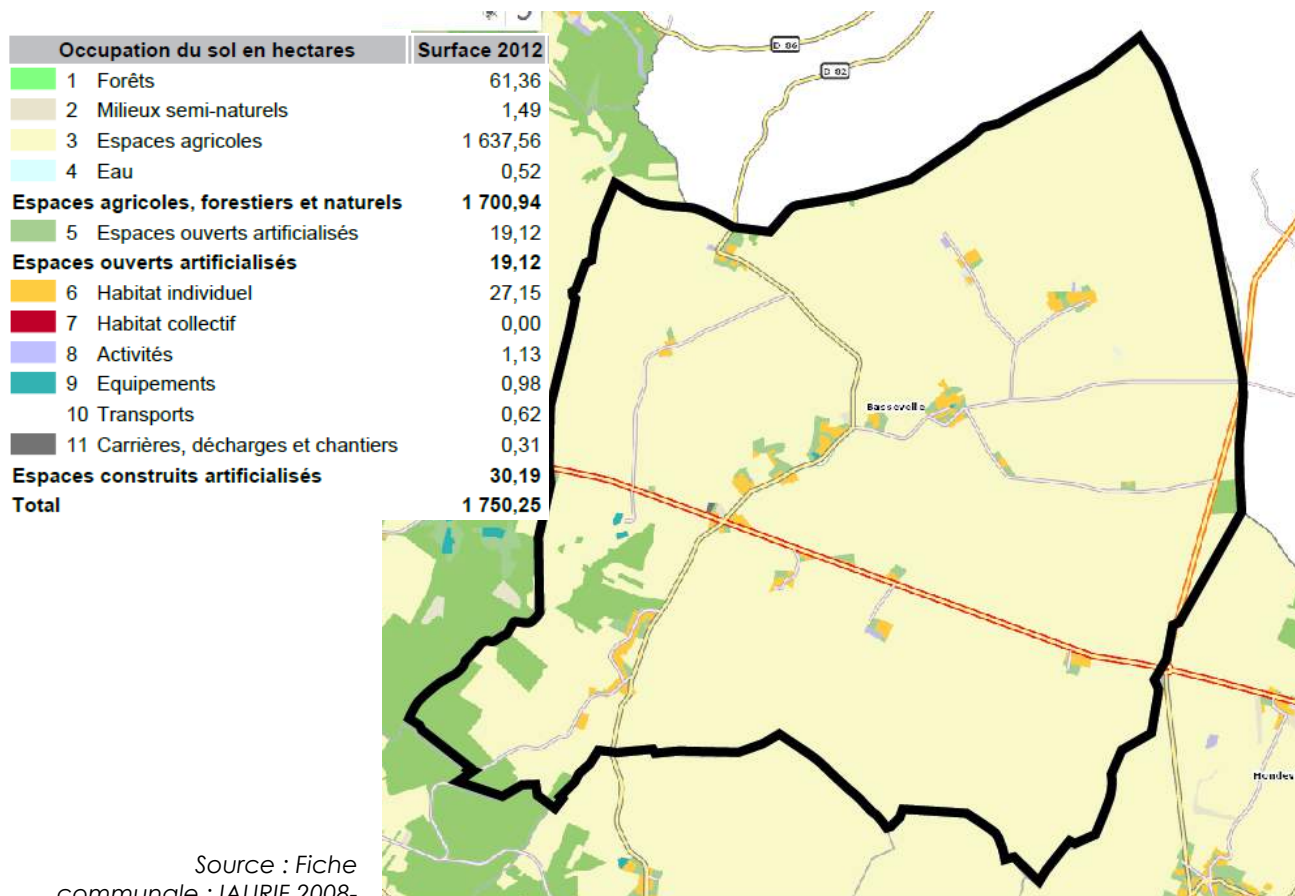 Occupation du sol en hectares Surface 2012
1 Forêts 61,36
2 Milieux semi-naturels 1,49
3 Espaces agricoles 1 637,56
4 Eau 0,52
Espaces agricoles, forestiers et naturels 1 700,94
5 Espaces ouverts artificialisés 19,12
Espaces ouverts artificialisés 19,12
6 Habitat individuel 27,15
7 Habitat collectif 0,00
8 Activités 1,13
9 Equipements 0,98
10 Transports 0,62
11 Carrières, décharges et chantiers 0,31
Espaces construits artificialisés 30,19
Total 1 750,25
D 86
D 82
Bassevelle
Mondes
Source : Fiche
communale : IAURIF 2008-